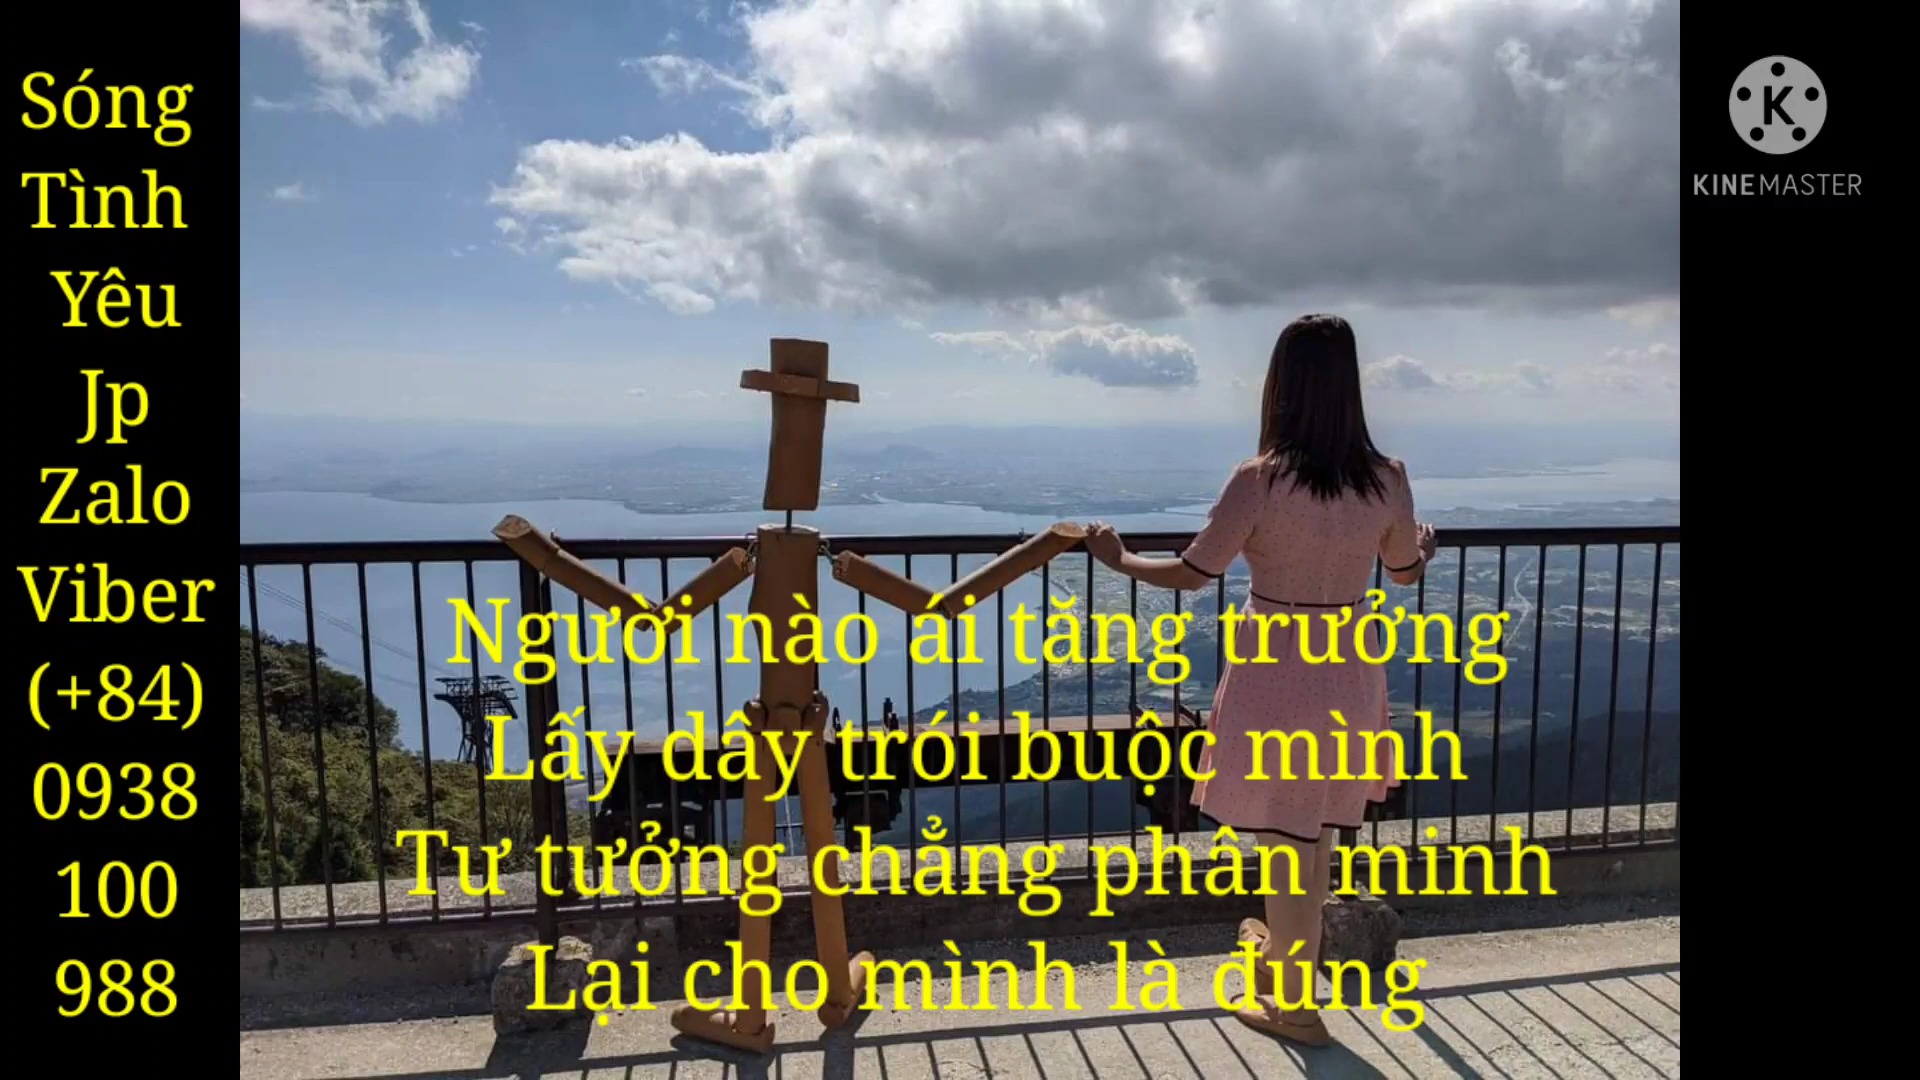 Sóng
Tình
Yêu
Jp
Zalo
Viber
(+84)
0938
100
988
Người nào ái tăng trưởng
Lấy dây trói buộc mình
Tư tưởng chẳng phân minh
Lại cho mình là đúng
K
KINEMASTER